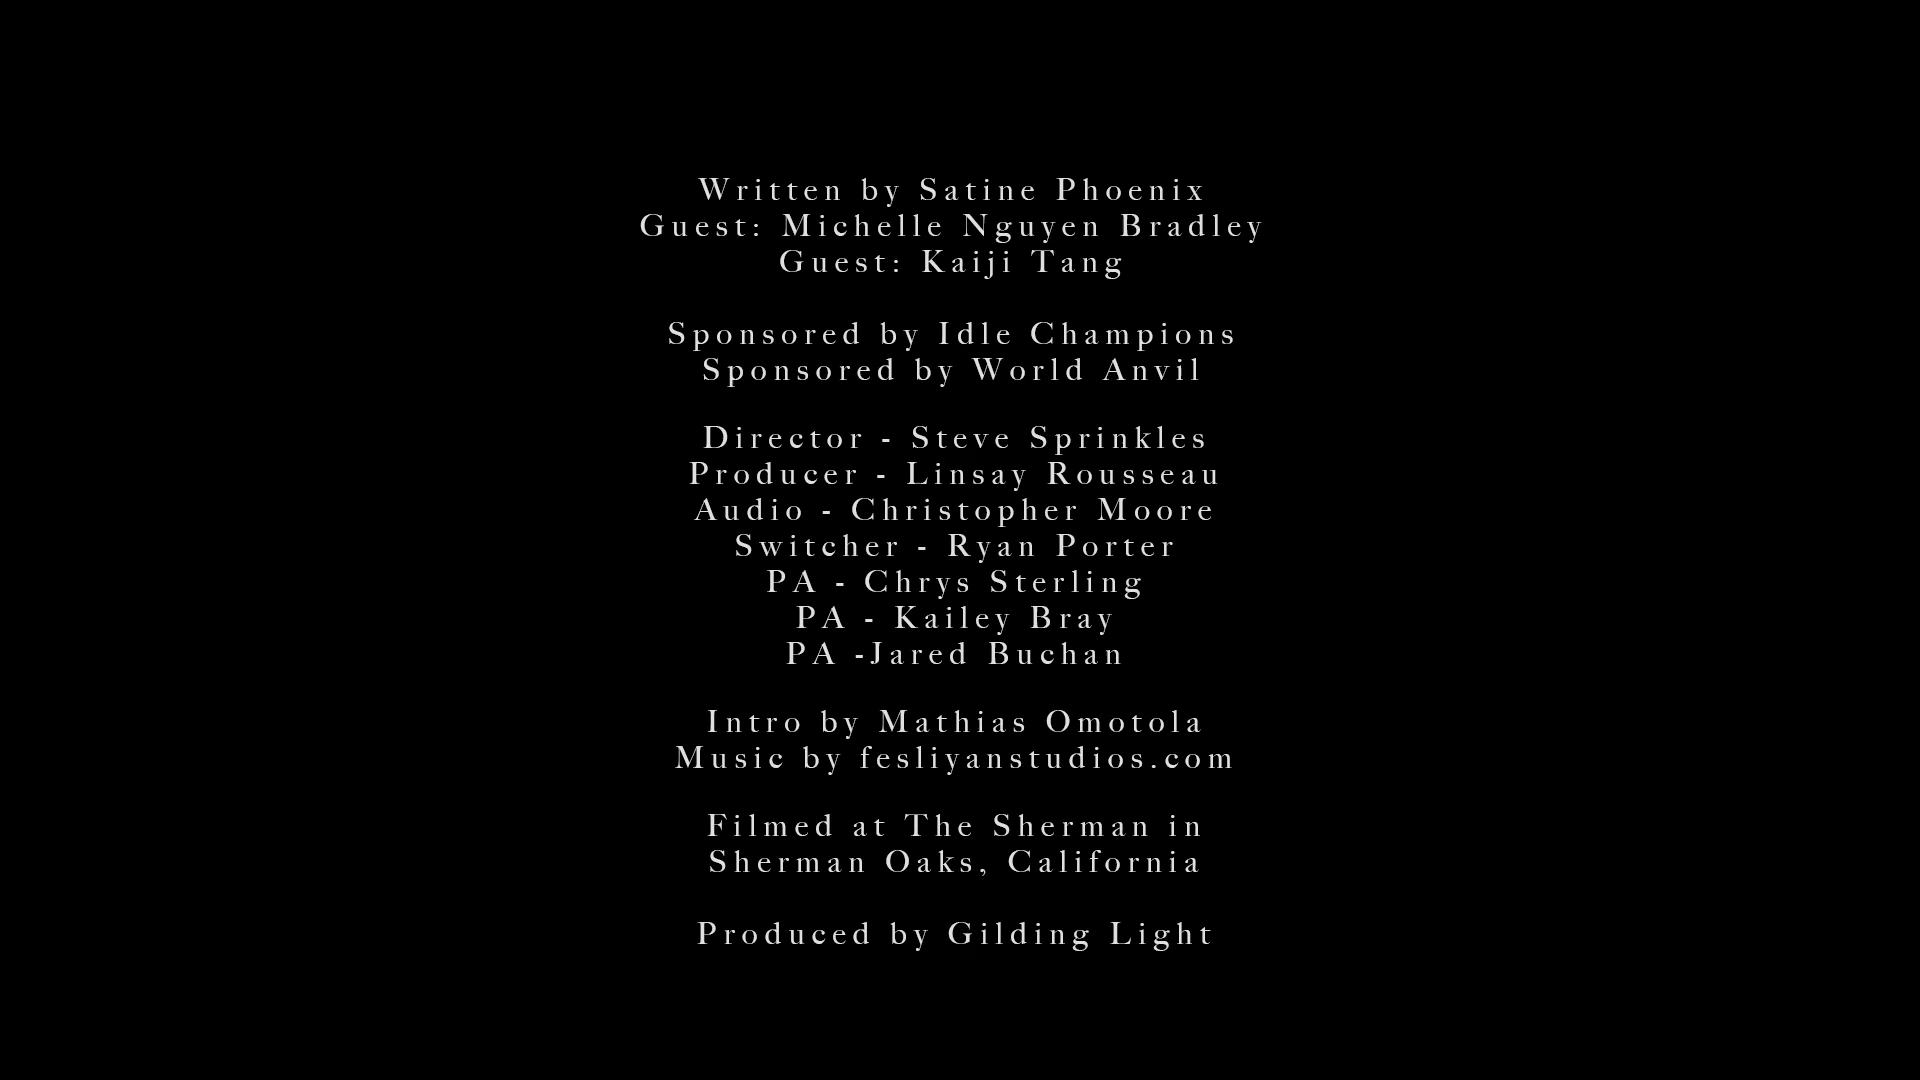 Written by Satine Phoenix
Guest: Michelle Nguyen Bradley
Guest: Kaiji Tang
Sponsored by Idle Champions
Sponsored by World Anvil
Director - Steve Sprinkles
Producer - Linsay Rousseau
Audio - Christopher Moore
Switcher - Ryan Porter
PA - Chrys Sterling
PA - Kailey Bray
PA -Jared Buchan
Intro by Mathias Omotola
Music by fesliyanstudios.com
Filmed at The Sherman in
Sherman Oaks, California
Produced by Gilding Light